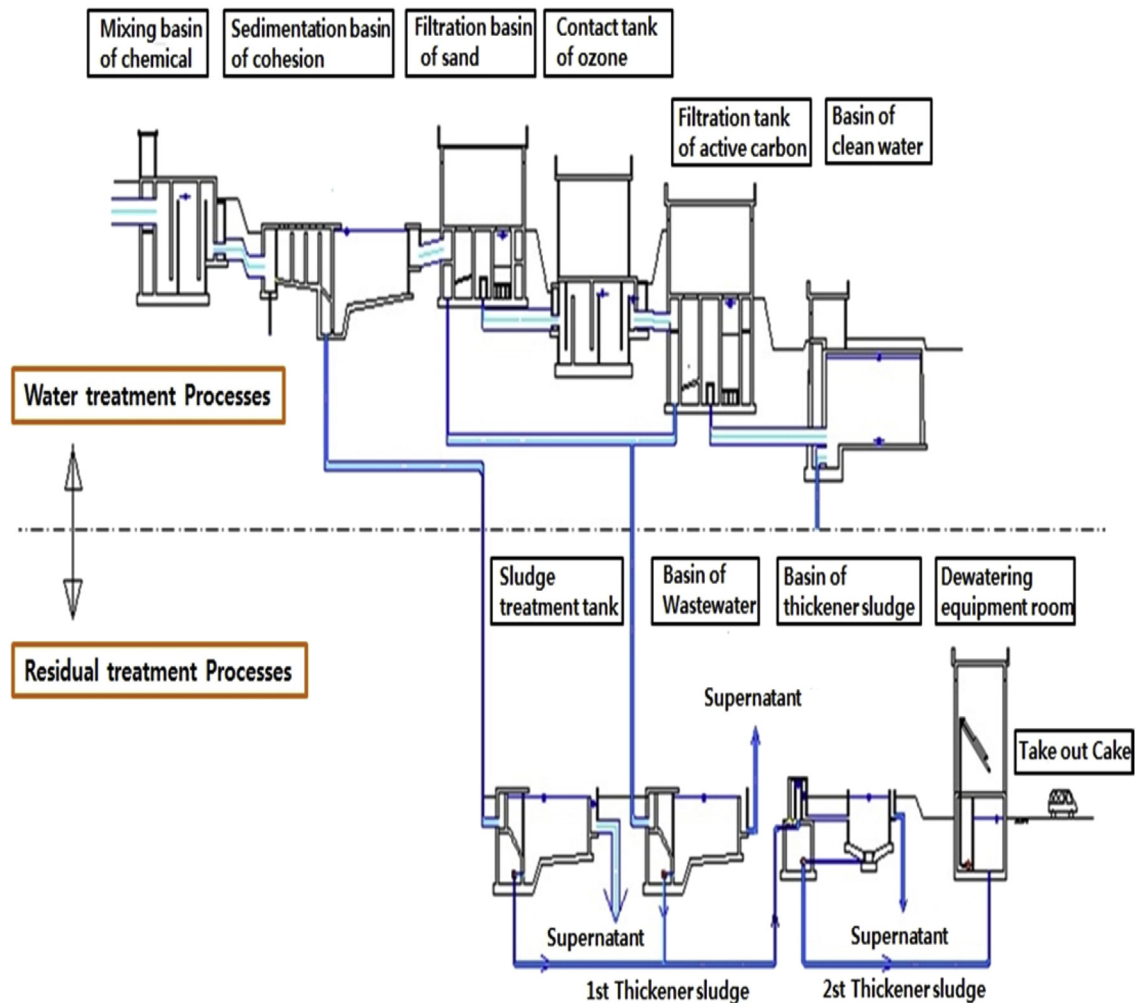 Mixing basin
of chemical
Sedimentation basin
of cohesion
Filtration basin
of sand
Contact tank
of ozone
Filtration tank
of active carbon
Basin of
clean water
Water treatment Processes
Residual treatment Processes
Sludge
treatment tank
Basin of
Wastewater
Basin of
thickener sludge
Dewatering
equipment room
Supernatant
Take out Cake
Supernatant
Supernatant
1st Thickener sludge
2st Thickener sludge